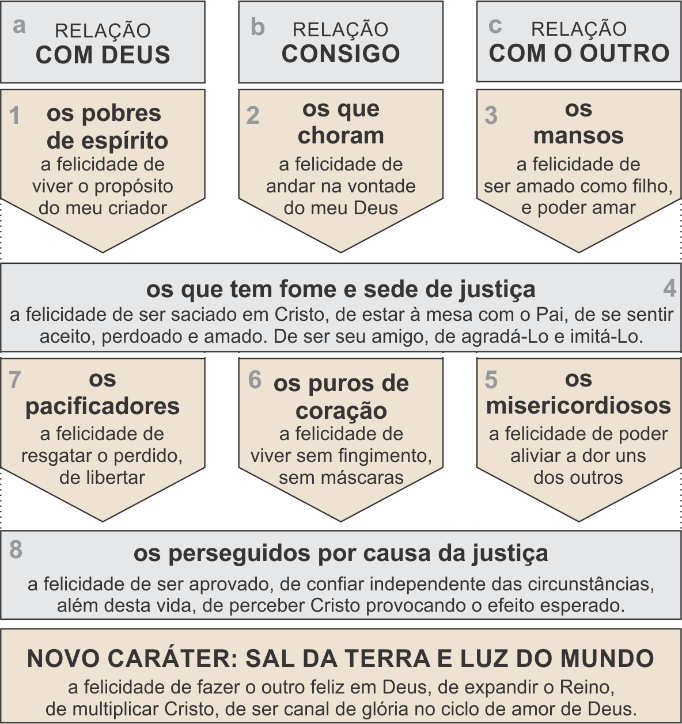 a
RELAÇÃO
COM DEUS
b
RELAÇÃO
CONSIGO
c
RELAÇÃO
COM O OUTRO
1
os pobres
de espírito
a felicidade de
viver o propósito
do meu criador
2
os que
choram
a felicidade de
andar na vontade
do meu Deus
3
os
mansos
a felicidade de
ser amado como filho,
e poder amar
os que tem fome e sede de justiça
4
a felicidade de ser saciado em Cristo, de estar à mesa com o Pai, de se sentir
aceito, perdoado e amado. De ser seu amigo, de agradá-Lo e imitá-Lo.
7
os
pacificadores
a felicidade de
resgatar o perdido,
de libertar
6
os puros de
coração
a felicidade de
viver sem fingimento,
sem máscaras
5
os
misericordiosos
a felicidade de poder
aliviar a dor uns
dos outros
8
os perseguidos por causa da justiça
a felicidade de ser aprovado, de confiar independente das circunstâncias,
além desta vida, de perceber Cristo provocando o efeito esperado.
NOVO CARÁTER: SAL DA TERRA E LUZ DO MUNDO
a felicidade de fazer o outro feliz em Deus, de expandir o Reino,
de multiplicar Cristo, de ser canal de glória no ciclo de amor de Deus.